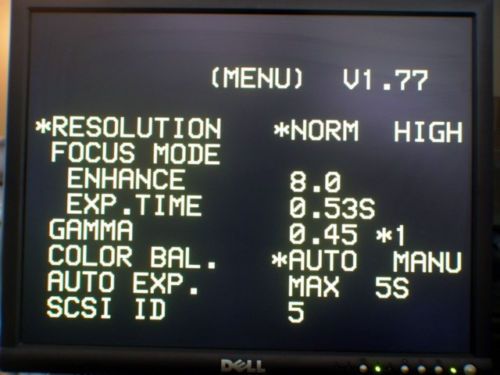 (MENU) V1.77
*RESOLUTION *NORM HIGH
FOCUS MODE
ENHANCE 8.0
EXP.TIME 0.53S
GAMMA 0.45 *1
COLOR BAL. *AUTO MANU
AUTO EXP. MAX 5S
SCSI ID 5
DELL